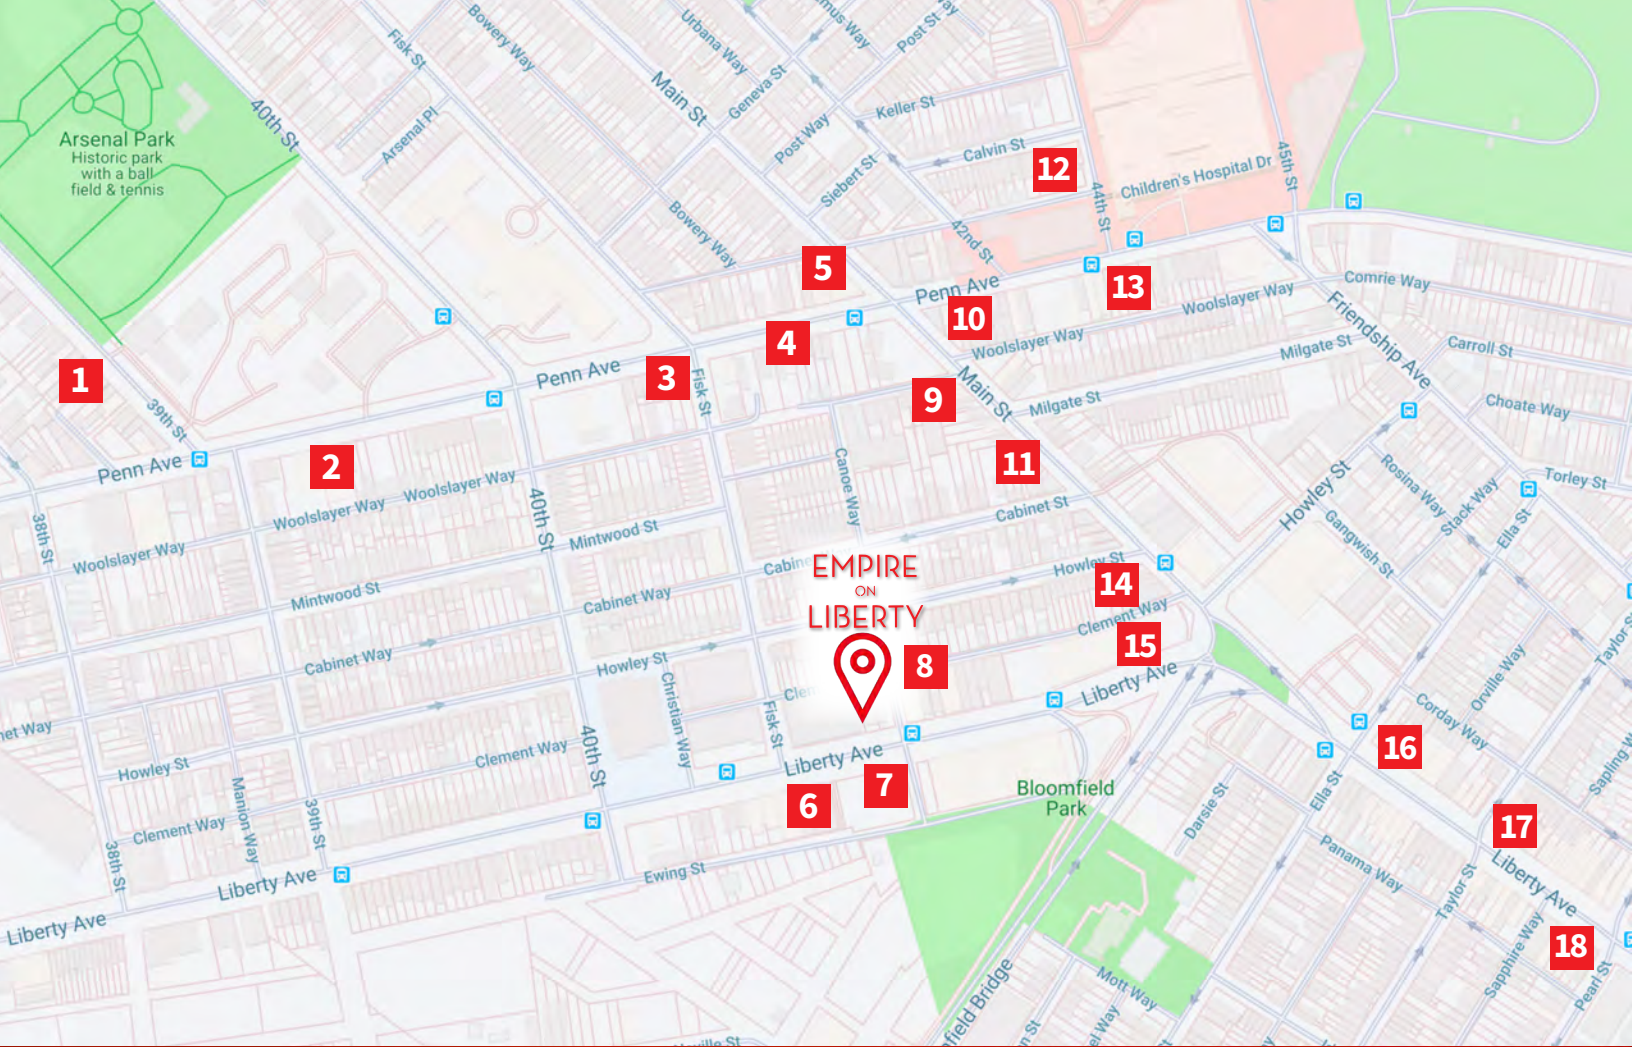 Fisk St
Bowery Way
Urbana Way
Post St
Main St
Geneva St
40th St
Arsenal Pl
Keller St
Post Way
Arsenal Park
Historic park
with a ball
field & tennis
Calvin St
12
Children's Hospital Dr
45th St
Siebert St
44th St
Bowery Way
42nd St
5
Penn Ave
13
Comrie Way
Woolslayer Way
10
4
Woolslayer Way
Friendship Ave
Milgate St
Carroll St
1
Penn Ave
3
Fisk St
9
Main St
Milgate St
Choate Way
39th St
Penn Ave
2
11
Canoe Way
Howley St
Rosina Way
Torley St
Woolslayer Way
Woolslayer Way
40th St
Cabinet St
Stack Way
Ella St
Gangwish St
38th St
Mintwood St
Woolslayer Way
EMPIRE
ON
LIBERTY
Howley St
14
Mintwood St
Cabinet Way
Clement Way
15
Cabinet Way
Howley St
8
Liberty Ave
Christian Way
Fisk St
Orville Way
Taylor St
Corday Way
16
Howley St
Clement Way
40th St
Liberty Ave
7
6
Bloomfield
Park
Ella St
Darsie St
Sapling W
Manion Way
39th St
Clement Way
38th St
17
Panama Way
Liberty Ave
Liberty Ave
Ewing St
Taylor St
Liberty Ave
18
Sapphire Way
Pearl St
Mott Way
field Bridge